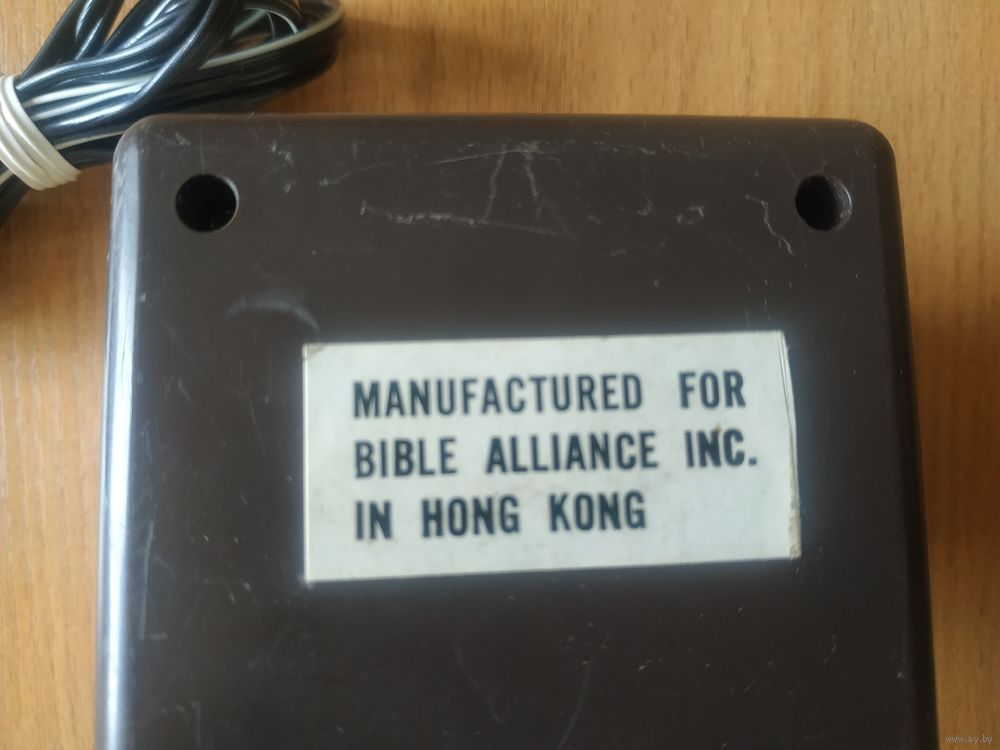 MANUFACTURED FOR
BIBLE ALLIANCE INC.
IN HONG KONG
www.ay.by